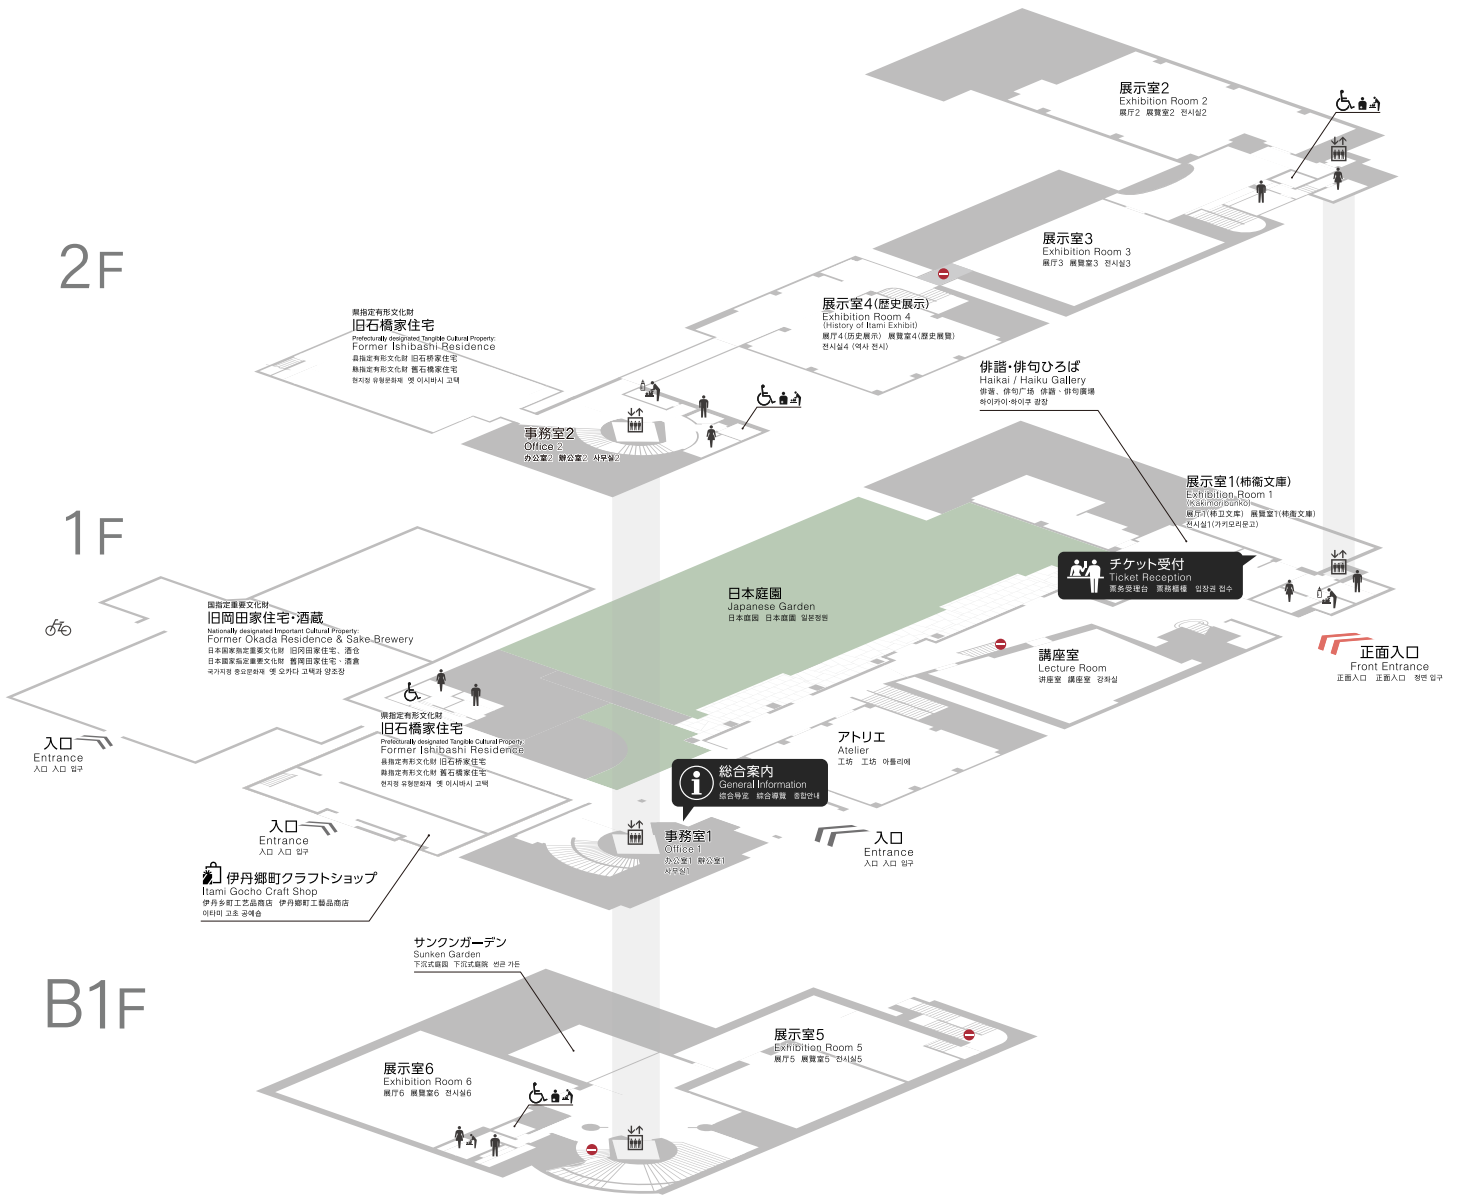 2F
展示室2
Exhibition Room 2
展厅2 展覽室2 전시실2
展示室3
Exhibition Room 3
展厅3 展覽室3 전시실3
展示室4(歴史展示)
Exhibition Room 4
(History of Itami Exhibit)
展厅4(历史展示) 展覽室4(歷史展覽)
전시실4 (역사 전시)
県指定有形文化財
旧石橋家住宅
Prefecturally designated Tangible Cultural Property:
Former Ishibashi Residence
县指定有形文化財 旧石桥家住宅
縣指定有形文化財 舊石橋家住宅
현지정 유형문화재 옛 이시바시 고택
事務室2
Office 2
办公室2 辦公室2 사무실2
1F
俳諧・俳句ひろば
Haikai / Haiku Gallery
俳谐、俳句广场 俳諧・俳句廣場
하이카이·하이쿠 광장
展示室1(柿衞文庫)
Exhibition Room 1
(Kakimoribunko)
展厅1(柿卫文库) 展覽室1(柿衞文庫)
전시실1(가키모리문고)
チケット受付
Ticket Reception
票务受理台 票務櫃檯 입장권 접수
日本庭園
Japanese Garden
日本庭园 日本庭園 일본정원
講座室
Lecture Room
讲座室 講座室 강좌실
正面入口
Front Entrance
正面入口 正面入口 정면 입구
国指定重要文化財
旧岡田家住宅・酒蔵
Nationally designated Important Cultural Property:
Former Okada Residence & Sake Brewery
日本国家指定重要文化財 旧冈田家住宅、酒仓
日本國家指定重要文化財 舊岡田家住宅・酒倉
국가지정 중요문화재 옛 오카다 고택과 양조장
県指定有形文化財
旧石橋家住宅
Prefecturally designated Tangible Cultural Property:
Former Ishibashi Residence
县指定有形文化財 旧石桥家住宅
縣指定有形文化財 舊石橋家住宅
현지정 유형문화재 옛 이시바시 고택
入口
Entrance
入口 入口 입구
アトリエ
Atelier
工坊 工坊 아틀리에
総合案内
General Information
综合导览 綜合導覽 종합안내
事務室1
Office 1
办公室1 辦公室1
사무실1
入口
Entrance
入口 入口 입구
入口
Entrance
入口 入口 입구
伊丹郷町クラフトショップ
Itami Gocho Craft Shop
伊丹乡町工艺品商店 伊丹鄉町工藝品商店
이타미 고초 공예숍
B1F
サンクンガーデン
Sunken Garden
下沉式庭园 下沉式庭院 선큰 가든
展示室5
Exhibition Room 5
展厅5 展覽室5 전시실5
展示室6
Exhibition Room 6
展厅6 展覽室6 전시실6